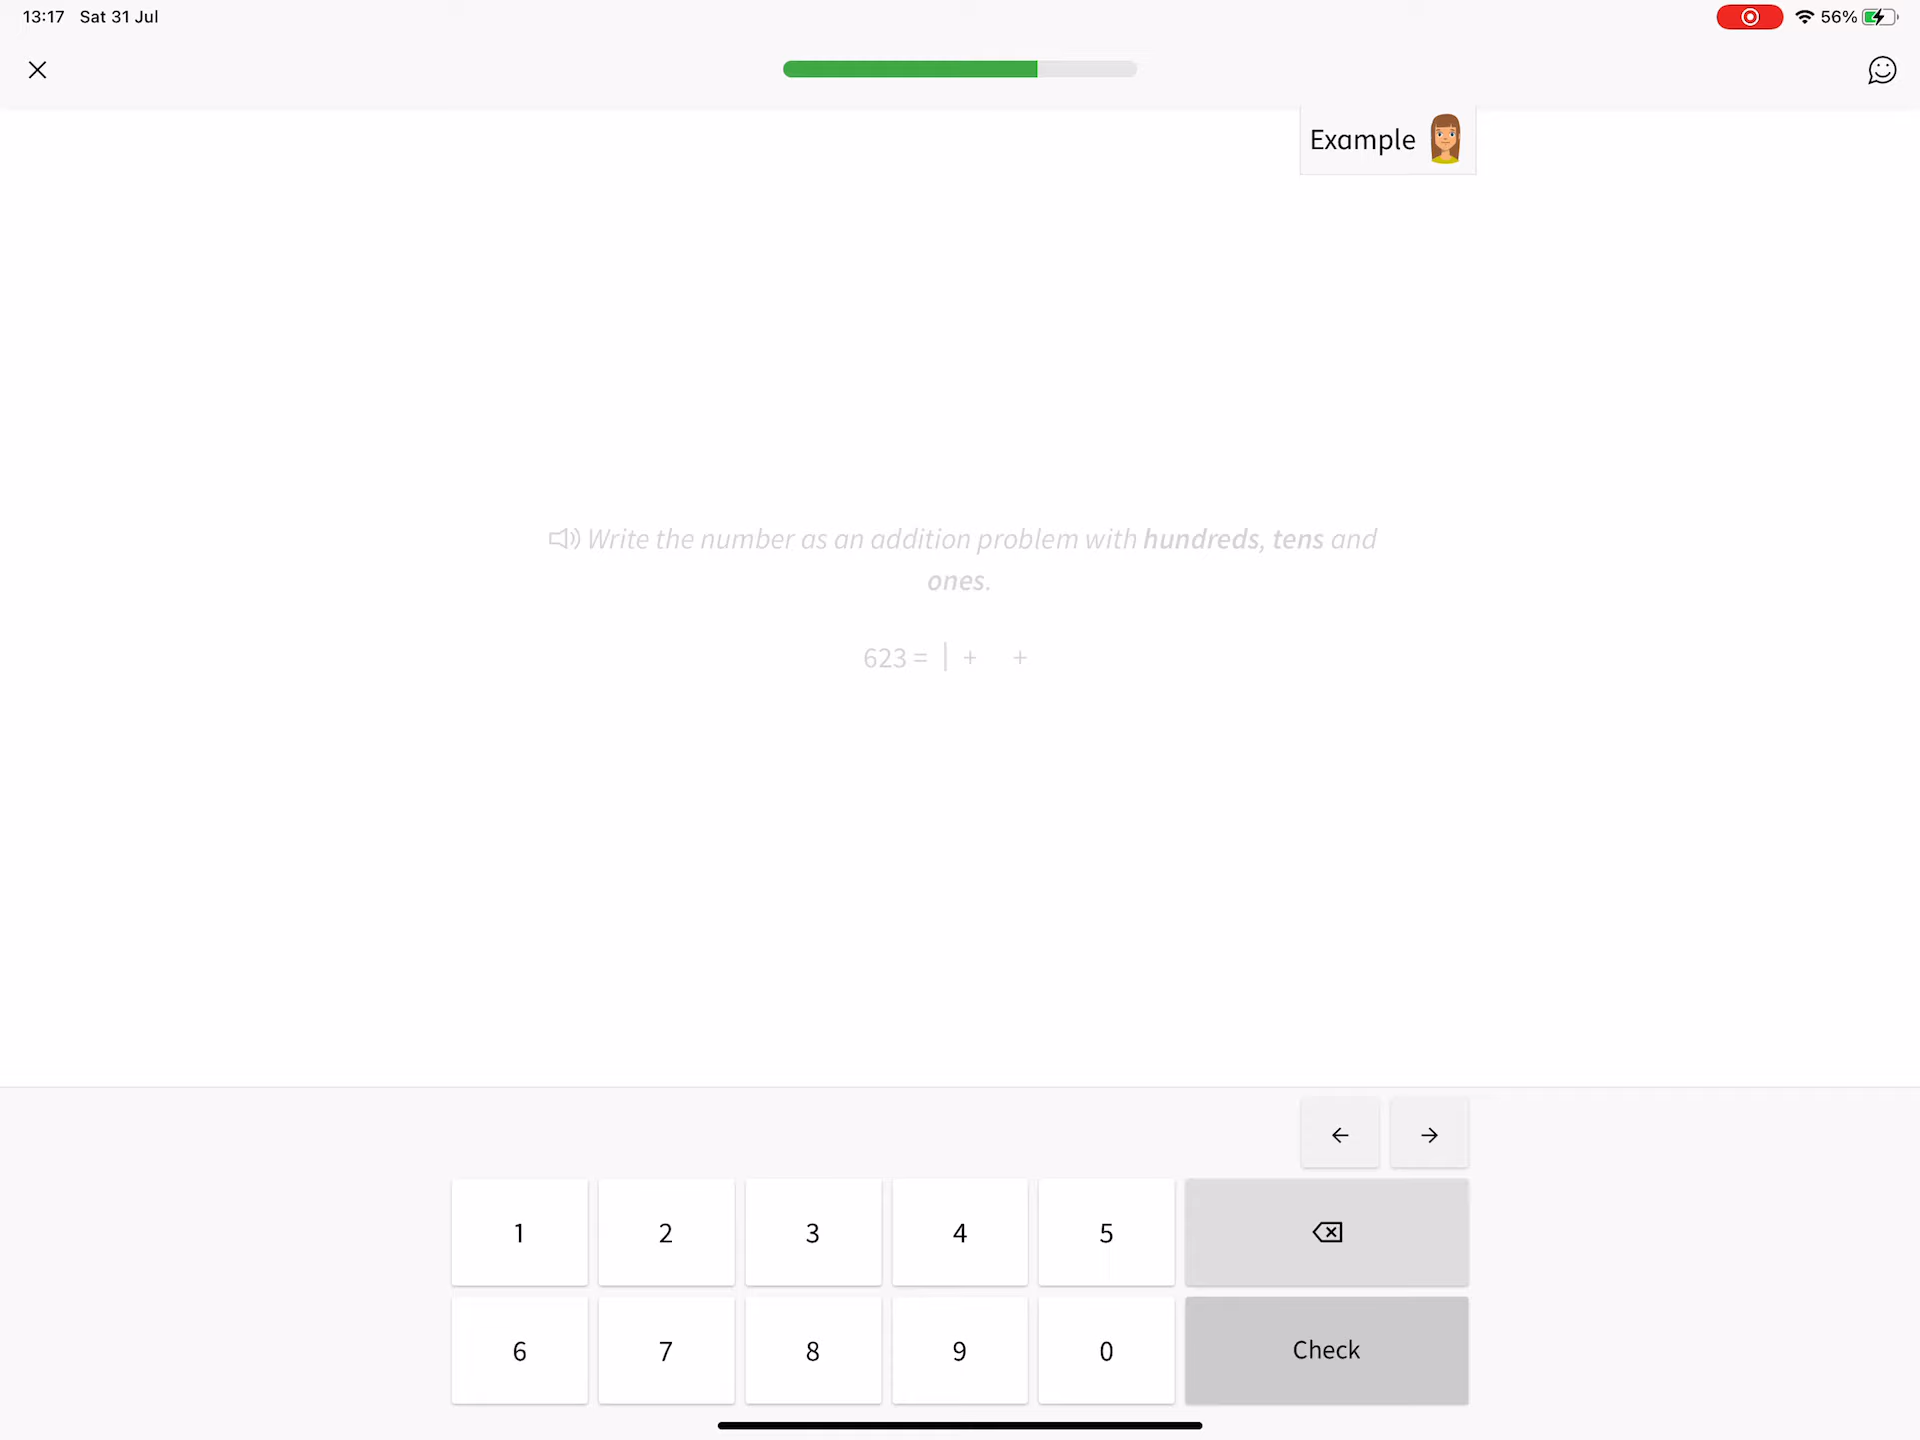 13:17 Sat 31 Jul
56%
Example
Write the number as an addition problem with hundreds, tens and
ones.
623 = + +
1 2 3 4 5
6 7 8 9 0 Check